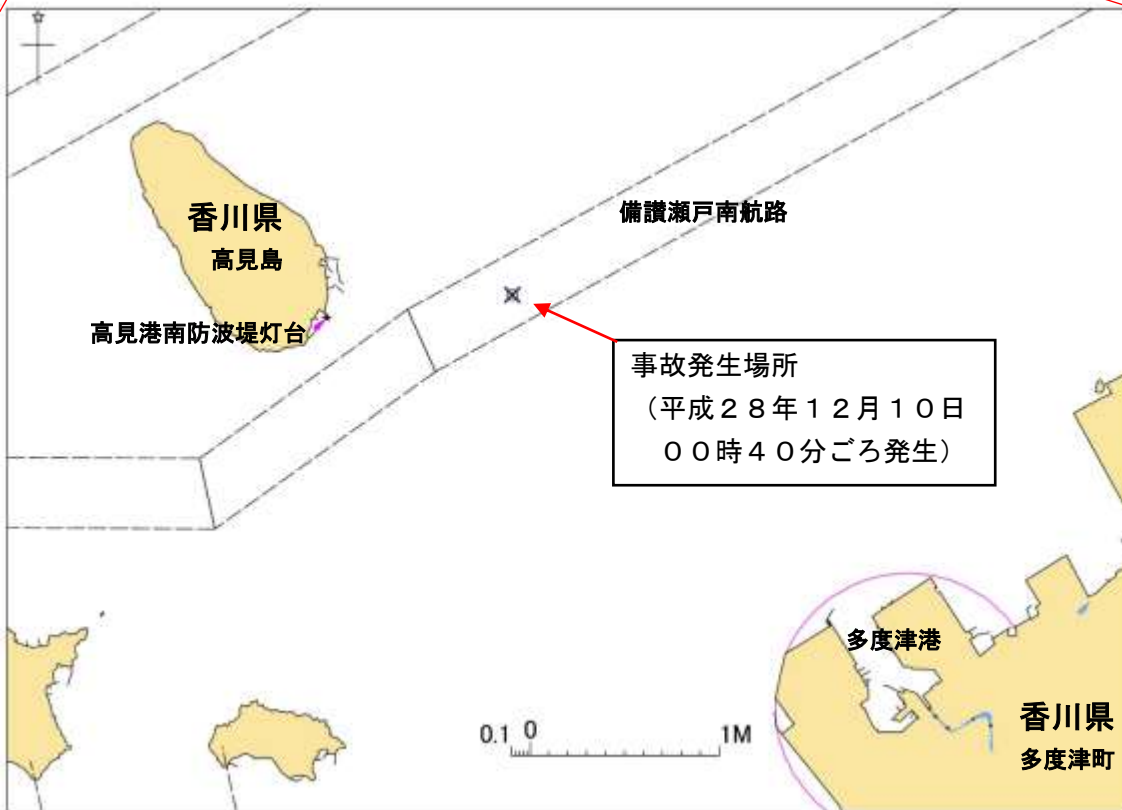 香川県
高見島
備讃瀬戸南航路
高見港南防波堤灯台
事故発生場所
（平成２８年１２月１０日
００時４０分ごろ発生）
多度津港
香川県
多度津町
0.1 0 1M